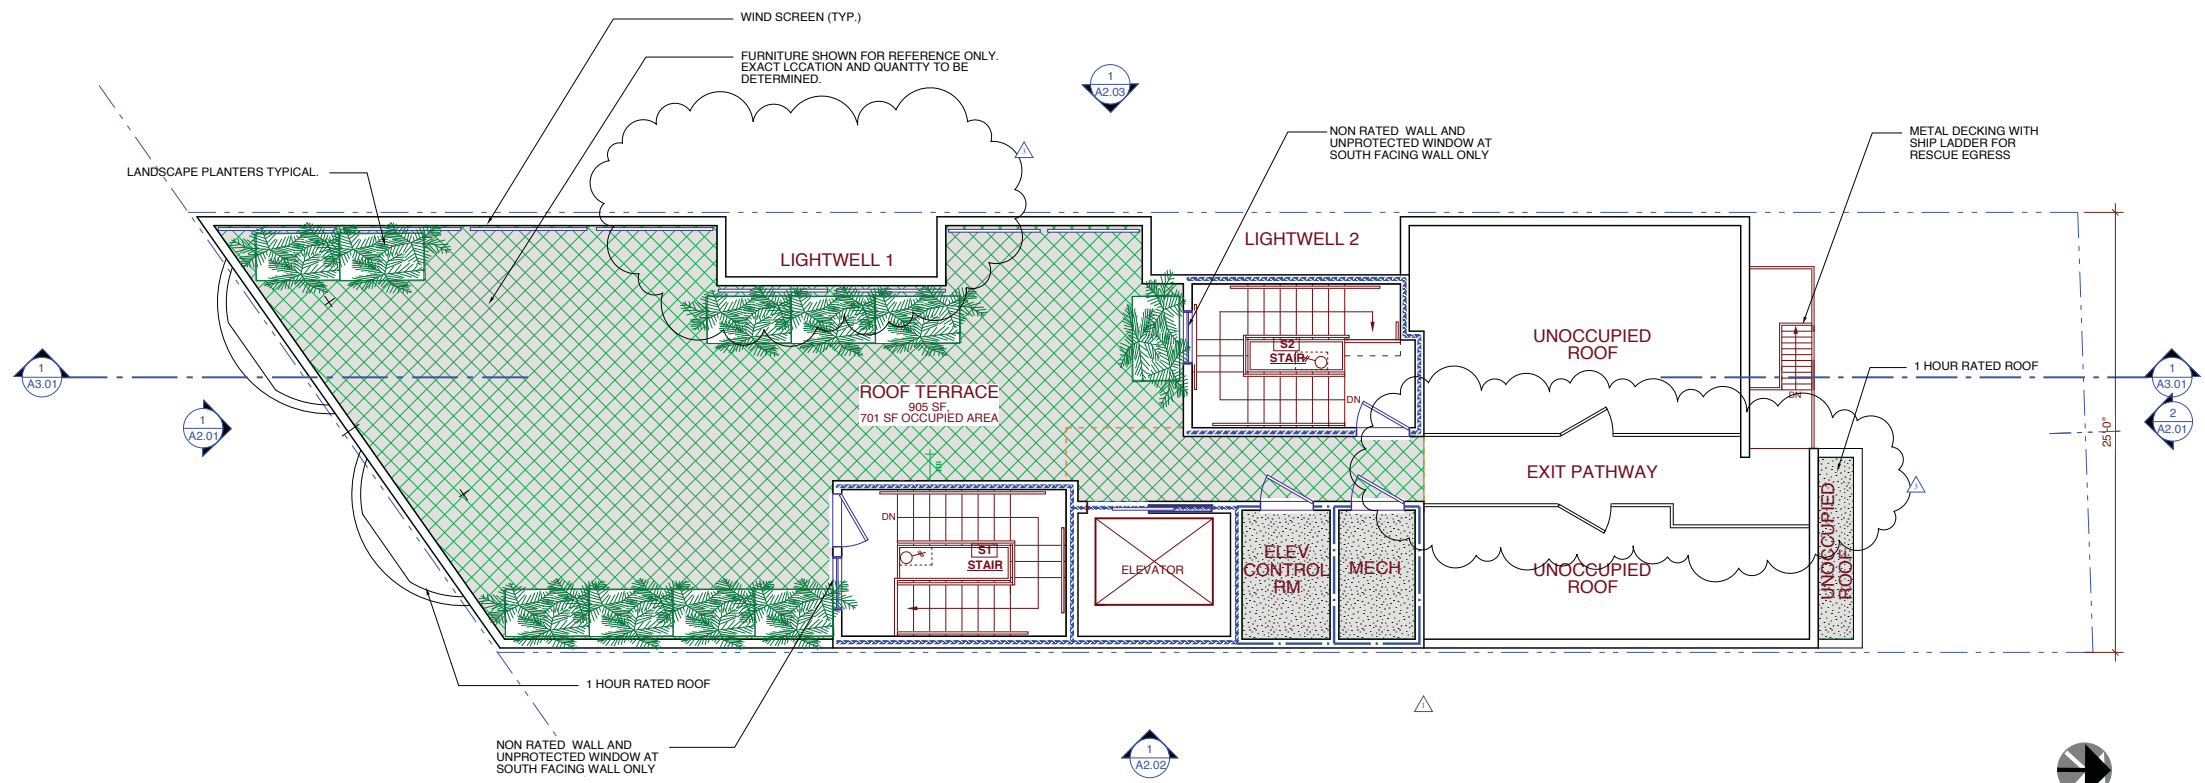 WIND SCREEN (TYP.)
FURNITURE SHOWN FOR REFERENCE ONLY.
EXACT LCCATION AND QUANTTY TO BE
DETERMINED.
1
A2.03
3
NON RATED WALL AND
UNPROTECTED WINDOW AT
SOUTH FACING WALL ONLY
METAL DECKING WITH
SHIP LADDER FOR
RESCUE EGRESS
LANDSCAPE PLANTERS TYPICAL.
LIGHTWELL 1
LIGHTWELL 2
UNOCCUPIED
ROOF
S2
STAIR
DN
DN
1 HOUR RATED ROOF
1
A3.01
1
A3.01
1
A2.01
2
A2.01
25'-0"
ROOF TERRACE
905 SF,
701 SF OCCUPIED AREA
EXIT PATHWAY
3
DN
S1
STAIR
ELEVATOR
ELEV
CONTROL
RM
MECH
UNOCCUPIED
ROOF
UNOCCUPIED
ROOF
1 HOUR RATED ROOF
NON RATED WALL AND
UNPROTECTED WINDOW AT
SOUTH FACING WALL ONLY
1
A2.02